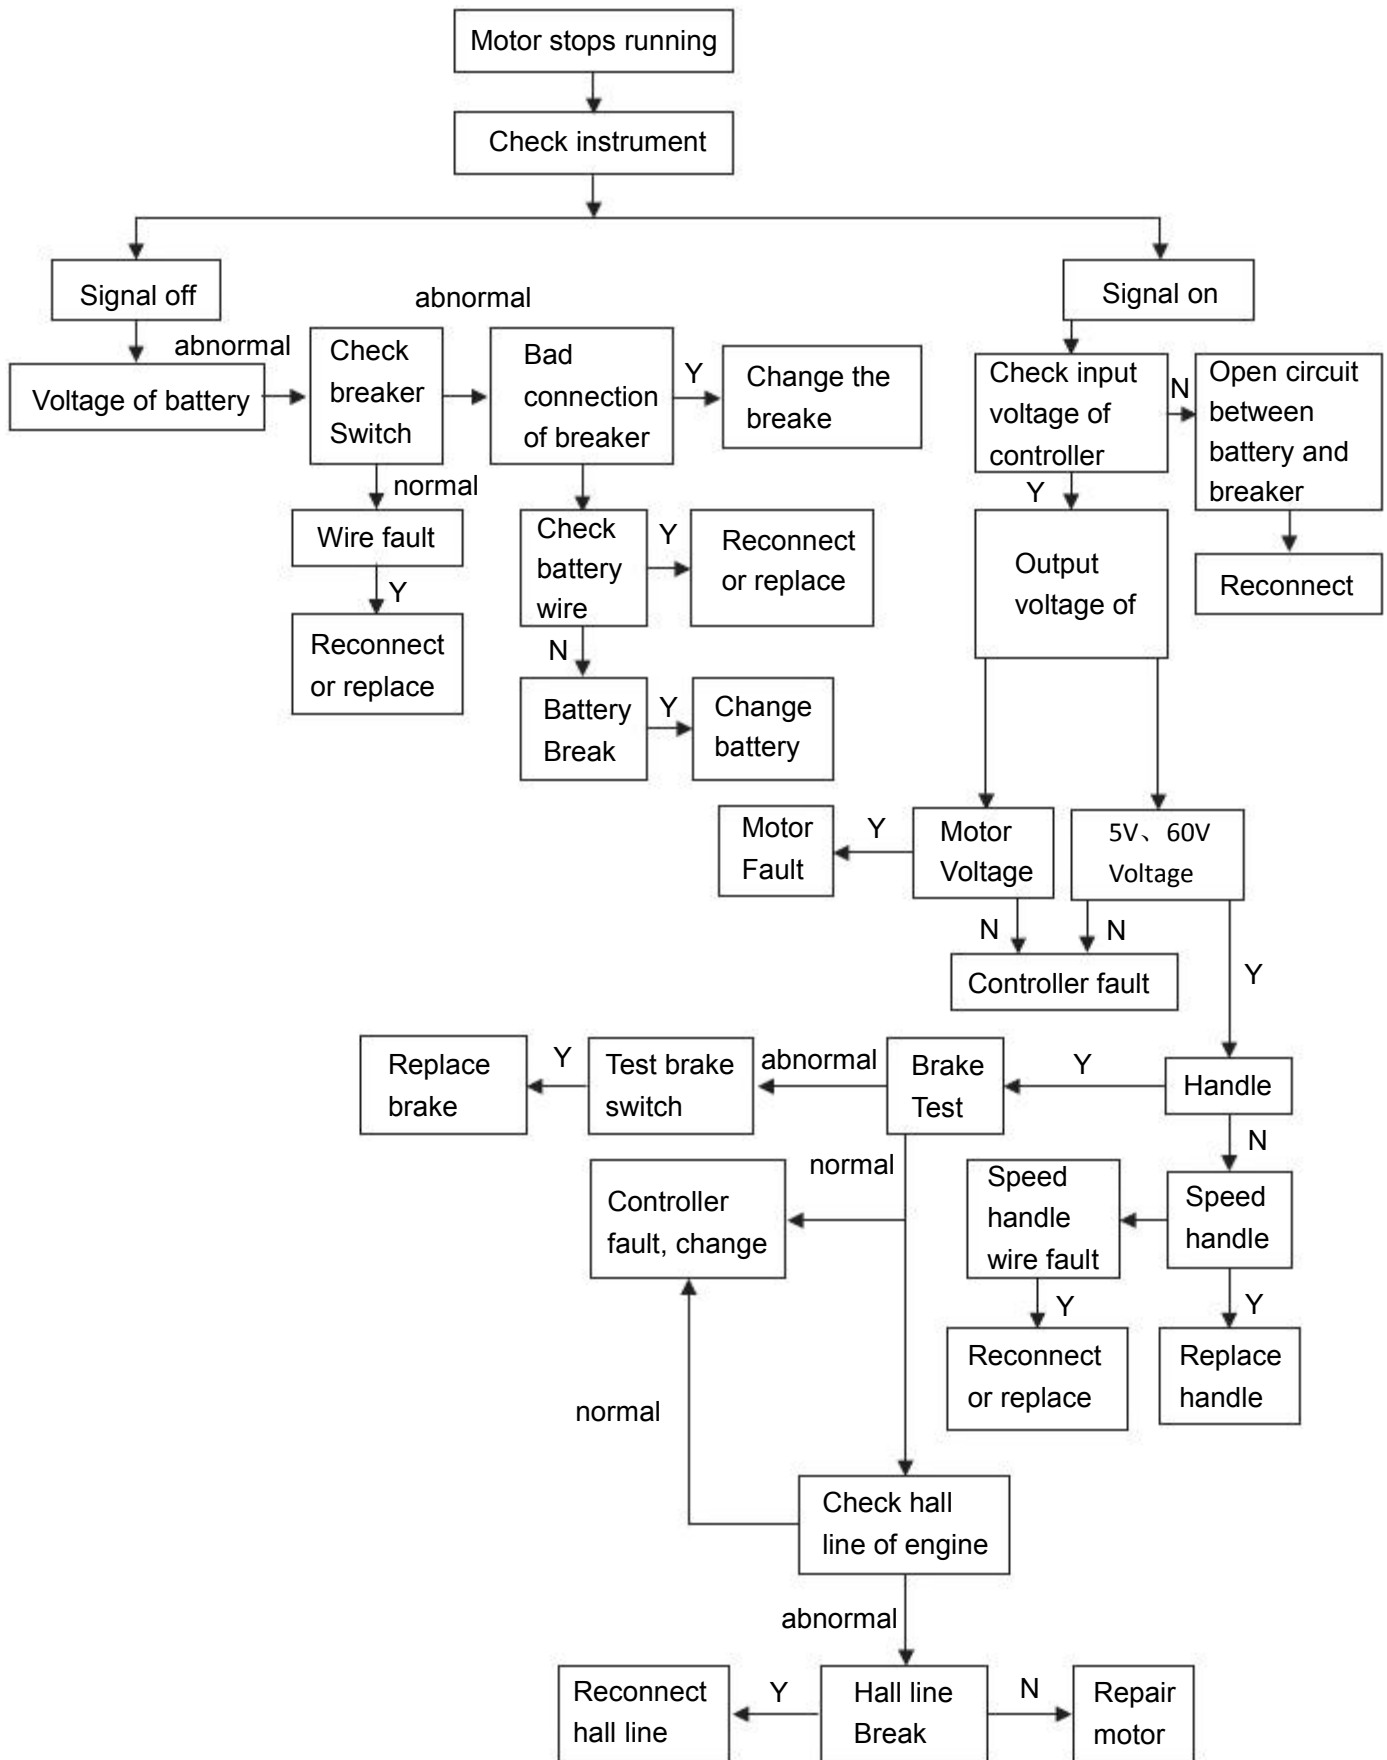 Motor stops running
Check instrument
Signal off
Signal on
abnormal
abnormal
Voltage of battery
Check
breaker
Switch
Bad
connection
of breaker
Y
Change the
breake
Check input
voltage of
controller
N
Open circuit
between
battery and
breaker
normal
Y
Wire fault
Check
battery
wire
Y
Reconnect
or replace
Output
voltage of
Reconnect
Y
Reconnect
or replace
N
Battery
Break
Y
Change
battery
Motor
Fault
Y
Motor
Voltage
5V、60V
Voltage
N
N
Controller fault
Y
Replace
brake
Y
Test brake
switch
abnormal
Brake
Test
Y
Handle
N
normal
Controller
fault, change
Speed
handle
wire fault
Speed
handle
Y
Y
Reconnect
or replace
Replace
handle
normal
Check hall
line of engine
abnormal
Reconnect
hall line
Y
Hall line
Break
N
Repair
motor